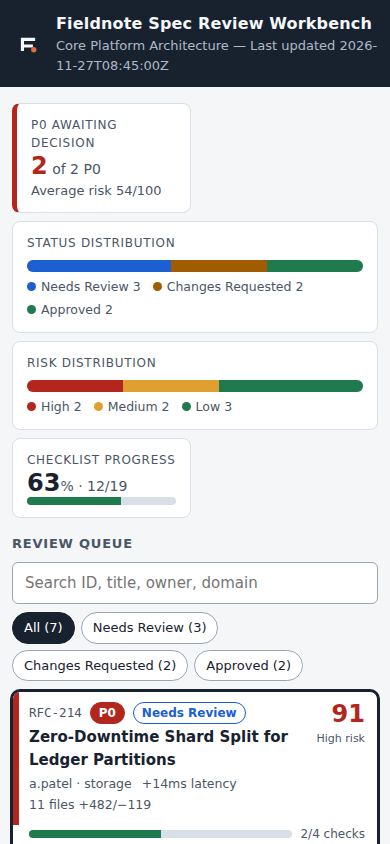 Fieldnote Spec Review Workbench
Core Platform Architecture — Last updated 2026-
11-27T08:45:00Z
P0 AWAITING
DECISION
2 of 2 P0
Average risk 54/100
STATUS DISTRIBUTION
Needs Review 3 Changes Requested 2
Approved 2
RISK DISTRIBUTION
High 2 Medium 2 Low 3
CHECKLIST PROGRESS
63% · 12/19
REVIEW QUEUE
Search ID, title, owner, domain
All (7) Needs Review (3)
Changes Requested (2) Approved (2)
RFC-214 P0 Needs Review 91
High risk
Zero-Downtime Shard Split for
Ledger Partitions
a.patel · storage +14ms latency
11 files +482/−119
2/4 checks